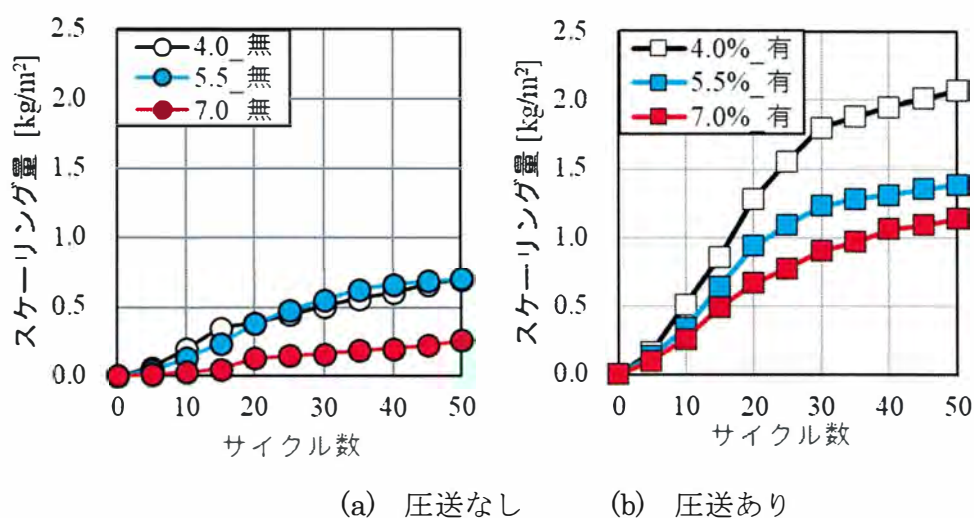 スケーリング量 [kg/m²]
2.5
2.0
1.5
1.0
0.5
0.0
4.0_無
5.5_無
7.0_無
0 10 20 30 40 50
サイクル数
スケーリング量 [kg/m²]
2.5
2.0
1.5
1.0
0.5
0.0
4.0%_有
5.5%_有
7.0%_有
0 10 20 30 40 50
サイクル数
(a) 圧送なし (b) 圧送あり